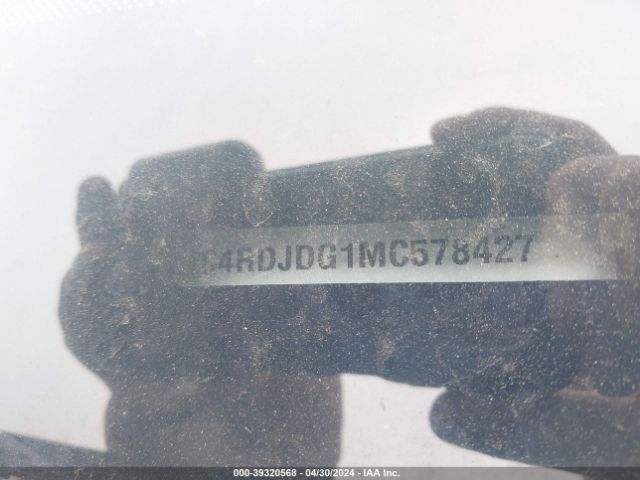 C4RDJDG1MC578427
000-39320568 - 04/30/2024 - IAA Inc.